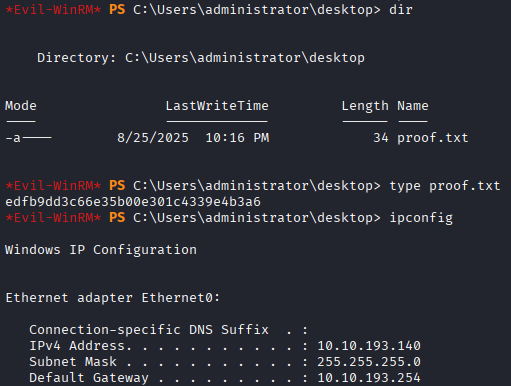 *Evil-WinRM* PS C:\Users\administrator\desktop> dir
Directory: C:\Users\administrator\desktop
Mode                LastWriteTime         Length Name
----                -------------         ------ ----
-a----        8/25/2025  10:16 PM             34 proof.txt
*Evil-WinRM* PS C:\Users\administrator\desktop> type proof.txt
edfb9dd3c66e35b00e301c4339e4b3a6
*Evil-WinRM* PS C:\Users\administrator\desktop> ipconfig
Windows IP Configuration
Ethernet adapter Ethernet0:
Connection-specific DNS Suffix  . :
IPv4 Address. . . . . . . . . . . : 10.10.193.140
Subnet Mask . . . . . . . . . . . : 255.255.255.0
Default Gateway . . . . . . . . . : 10.10.193.254